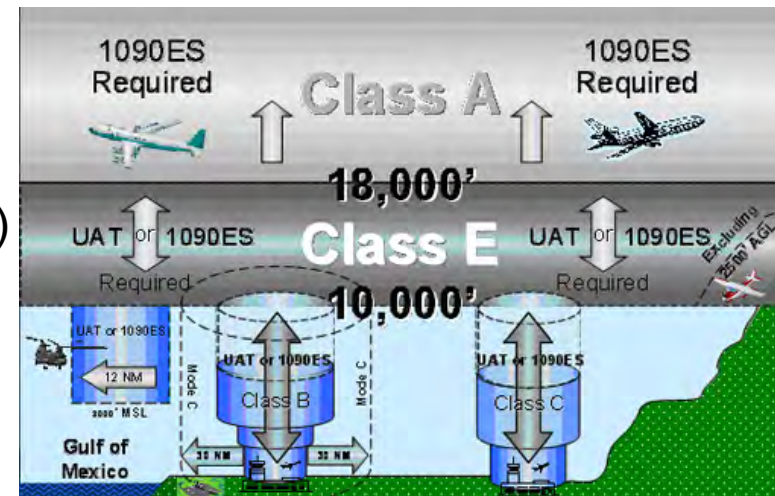 1090ES
Required
Class A
1090ES
Required
18,000'
)
UAT or 1090ES
Required
Class E
UAT or 1090ES
Required
Excluding
2500' AGL
10,000'
UAT or 1090ES
12 NM
3000' MSL
Gulf of
Mexico
Mode C
UAT or 1090ES
Class B
Mode C
30 NM
30 NM
UAT or 1090ES
Class C